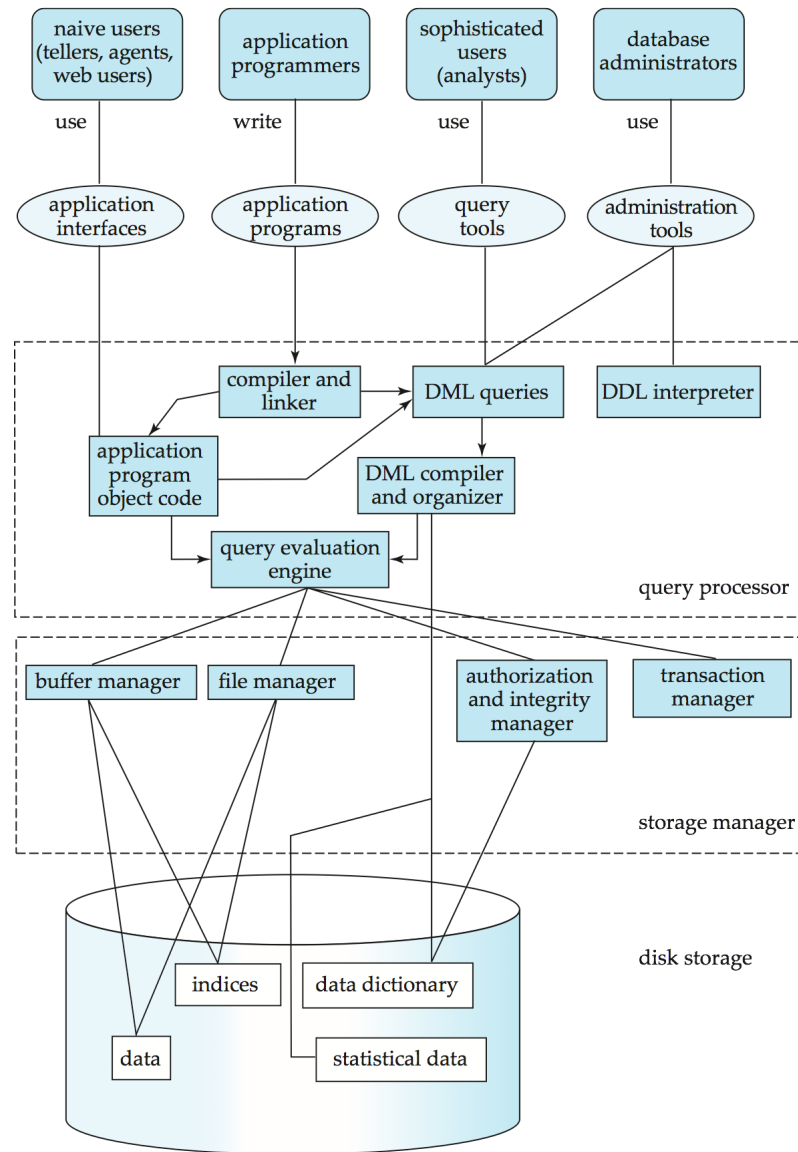 naive users
(tellers, agents,
web users)
application
programmers
sophisticated
users
(analysts)
database
administrators
use
write
use
use
application
interfaces
application
programs
query
tools
administration
tools
compiler and
linker
DML queries
DDL interpreter
application
program
object code
DML compiler
and organizer
query evaluation
engine
query processor
buffer manager
file manager
authorization
and integrity
manager
transaction
manager
storage manager
disk storage
indices
data dictionary
data
statistical data